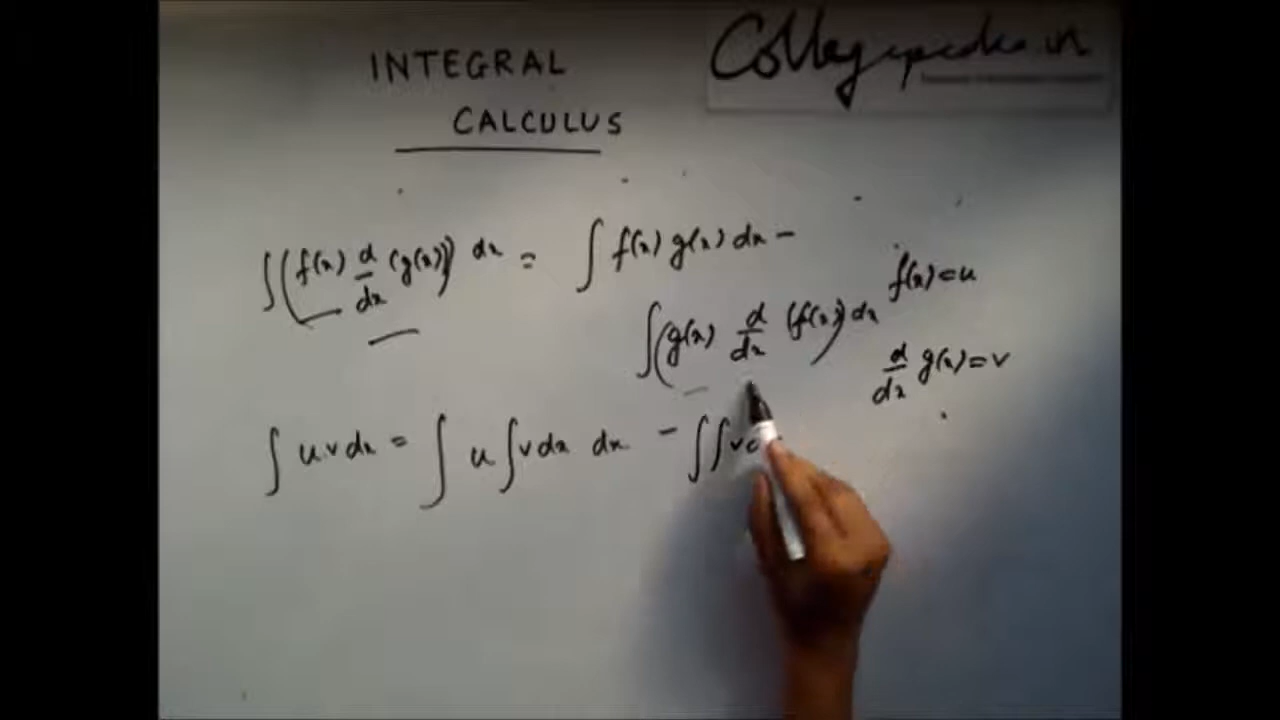 Collegepedia.in
INTEGRAL
CALCULUS
∫(f(x) d/dx (g(x))) dx = ∫ f(x) g(x) dx −
∫(g(x) d/dx (f(x)) dx
f(x) = u
d/dx g(x) = v
∫ u v dx = ∫ u ∫ v dx dx − ∫ ∫ v